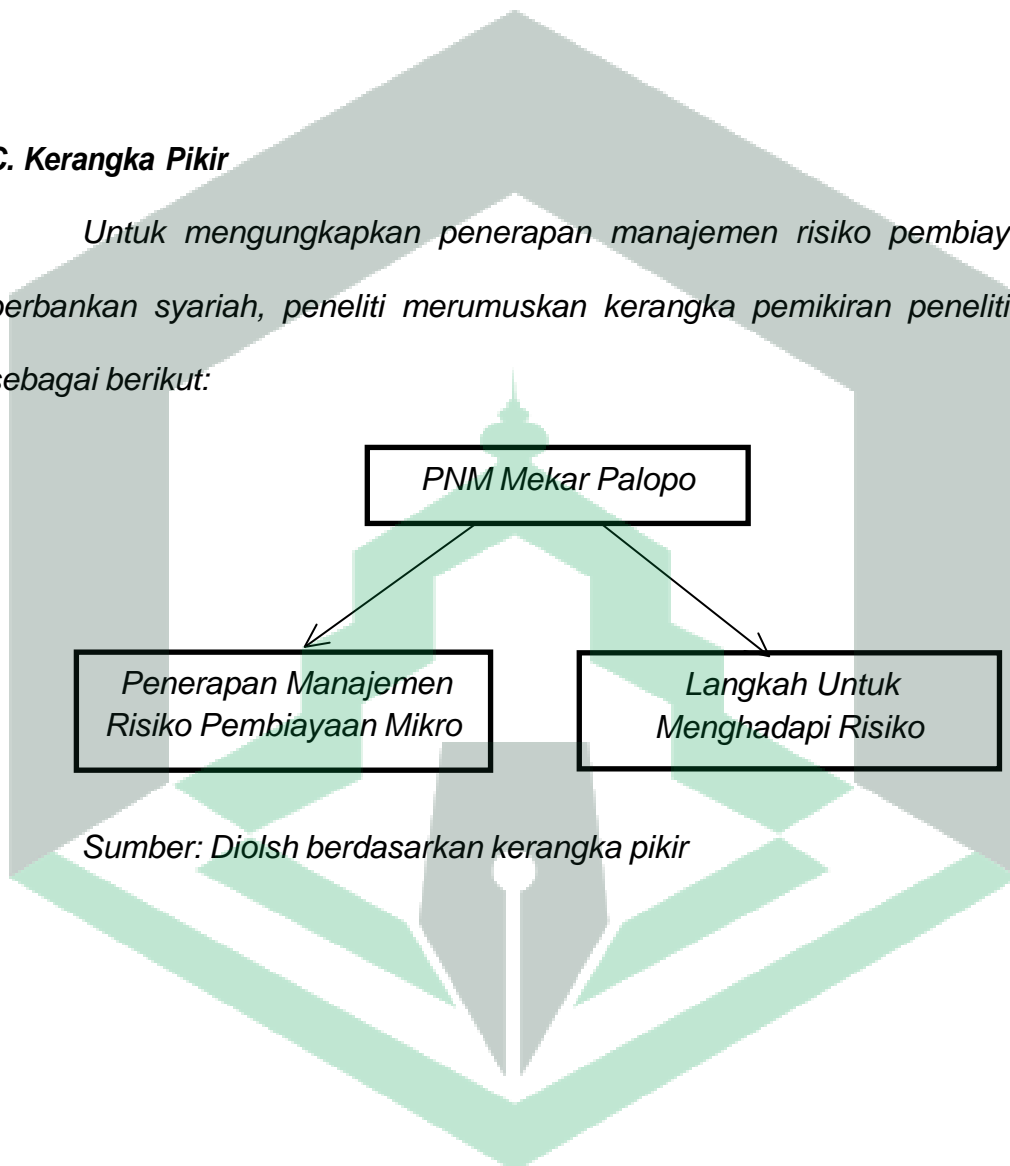 C. Kerangka Pikir
Untuk mengungkapkan penerapan manajemen risiko pembiay
perbankan syariah, peneliti merumuskan kerangka pemikiran peneliti
sebagai berikut:
PNM Mekar Palopo
Penerapan Manajemen
Risiko Pembiayaan Mikro
Langkah Untuk
Menghadapi Risiko
Sumber: Diolsh berdasarkan kerangka pikir